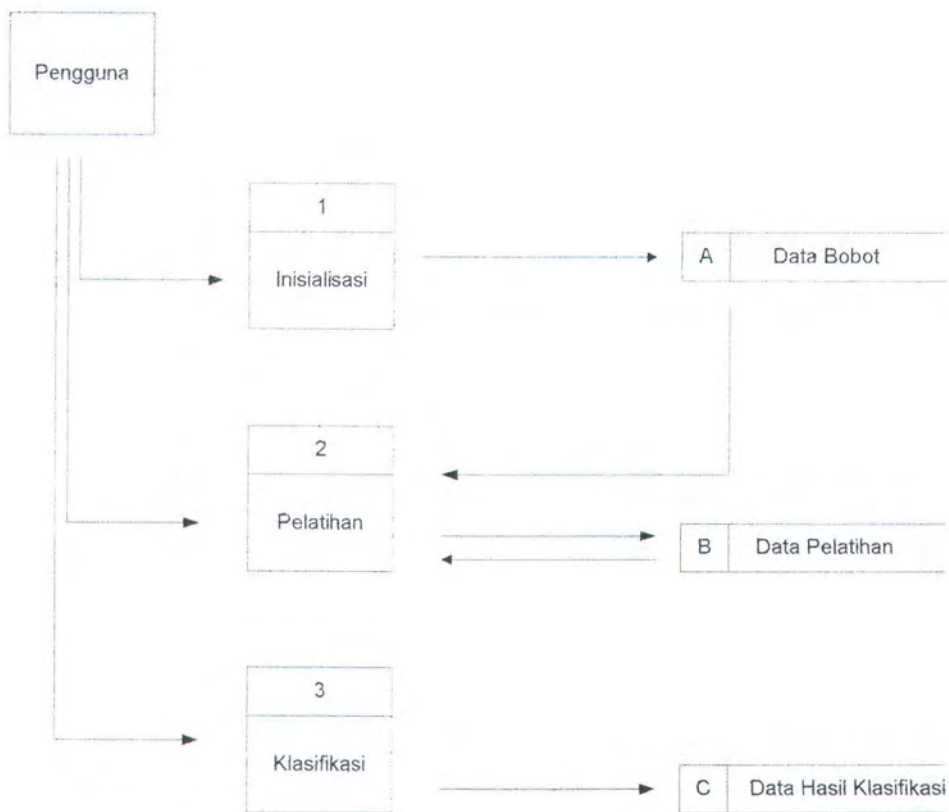 Pengguna
1
Inisialisasi
A Data Bobot
2
Pelatihan
B Data Pelatihan
3
Klasifikasi
C Data Hasil Klasifikasi